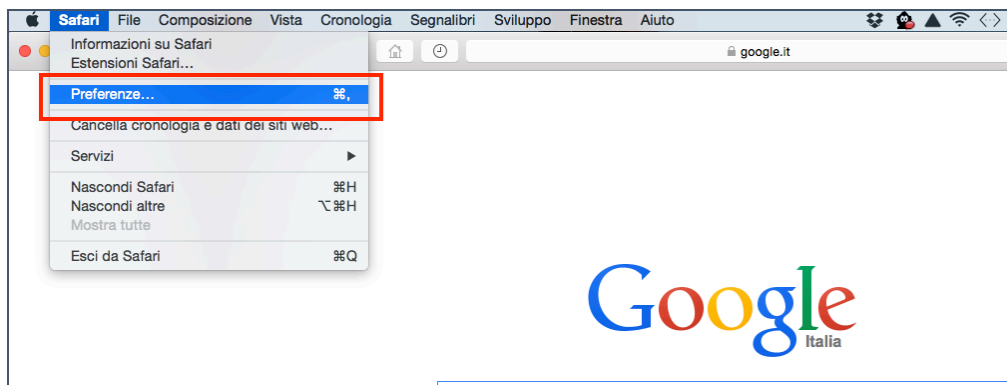 Safari File Composizione Vista Cronologia Segnalibri Sviluppo Finestra Aiuto
google.it
Informazioni su Safari
Estensioni Safari...
Preferenze... ⌘,
Cancella cronologia e dati dei siti web...
Servizi
Nascondi Safari ⌘H
Nascondi altre ⌥⌘H
Mostra tutte
Esci da Safari ⌘Q
Google
Italia